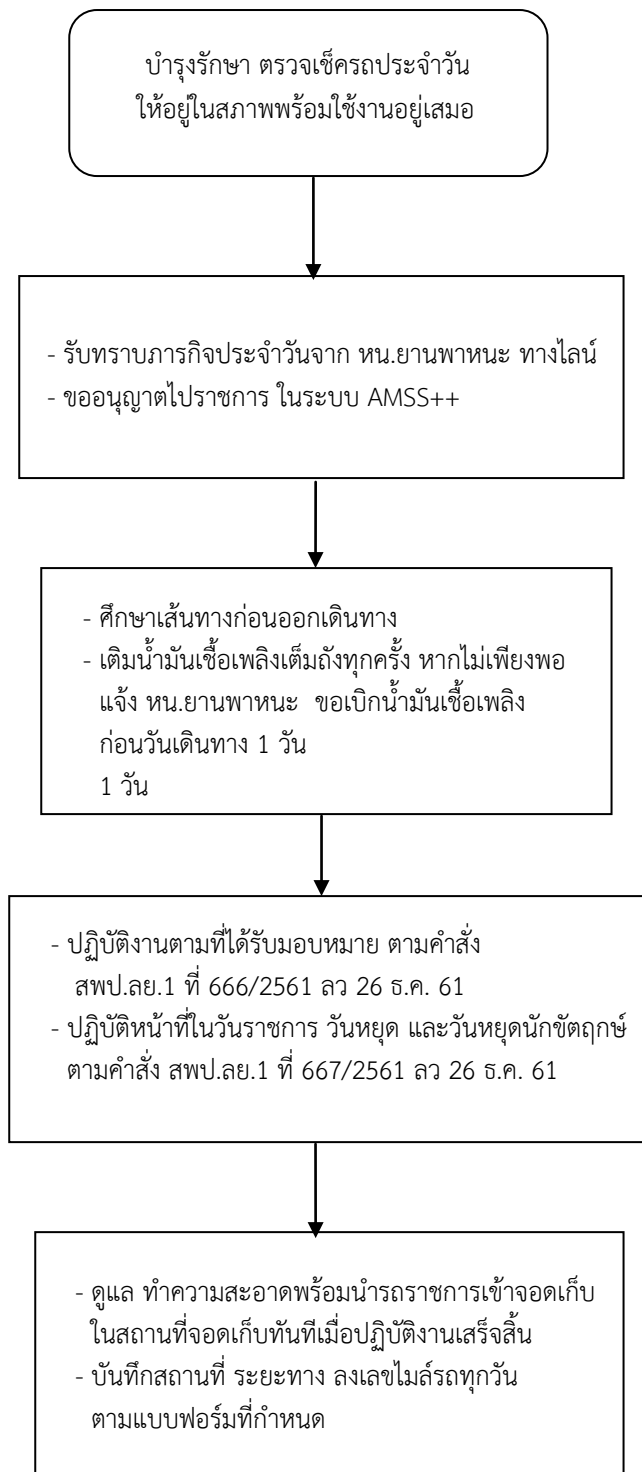 บำรุงรักษา ตรวจเช็ครถประจำวัน
ให้อยู่ในสภาพพร้อมใช้งานอยู่เสมอ
- รับทราบภารกิจประจำวันจาก หน.ยานพาหนะ ทางไลน์
- ขออนุญาตไปราชการ ในระบบ AMSS++
- ศึกษาเส้นทางก่อนออกเดินทาง
- เติมน้ำมันเชื้อเพลิงเต็มถังทุกครั้ง หากไม่เพียงพอ
แจ้ง หน.ยานพาหนะ ขอเบิกน้ำมันเชื้อเพลิง
ก่อนวันเดินทาง 1 วัน
1 วัน
- ปฏิบัติงานตามที่ได้รับมอบหมาย ตามคำสั่ง
สพป.ลย.1 ที่ 666/2561 ลว 26 ธ.ค. 61
- ปฏิบัติหน้าที่ในวันราชการ วันหยุด และวันหยุดนักขัตฤกษ์
ตามคำสั่ง สพป.ลย.1 ที่ 667/2561 ลว 26 ธ.ค. 61
- ดูแล ทำความสะอาดพร้อมนำรถราชการเข้าจอดเก็บ
ในสถานที่จอดเก็บทันทีเมื่อปฏิบัติงานเสร็จสิ้น
- บันทึกสถานที่ ระยะทาง ลงเลขไมล์รถทุกวัน
ตามแบบฟอร์มที่กำหนด